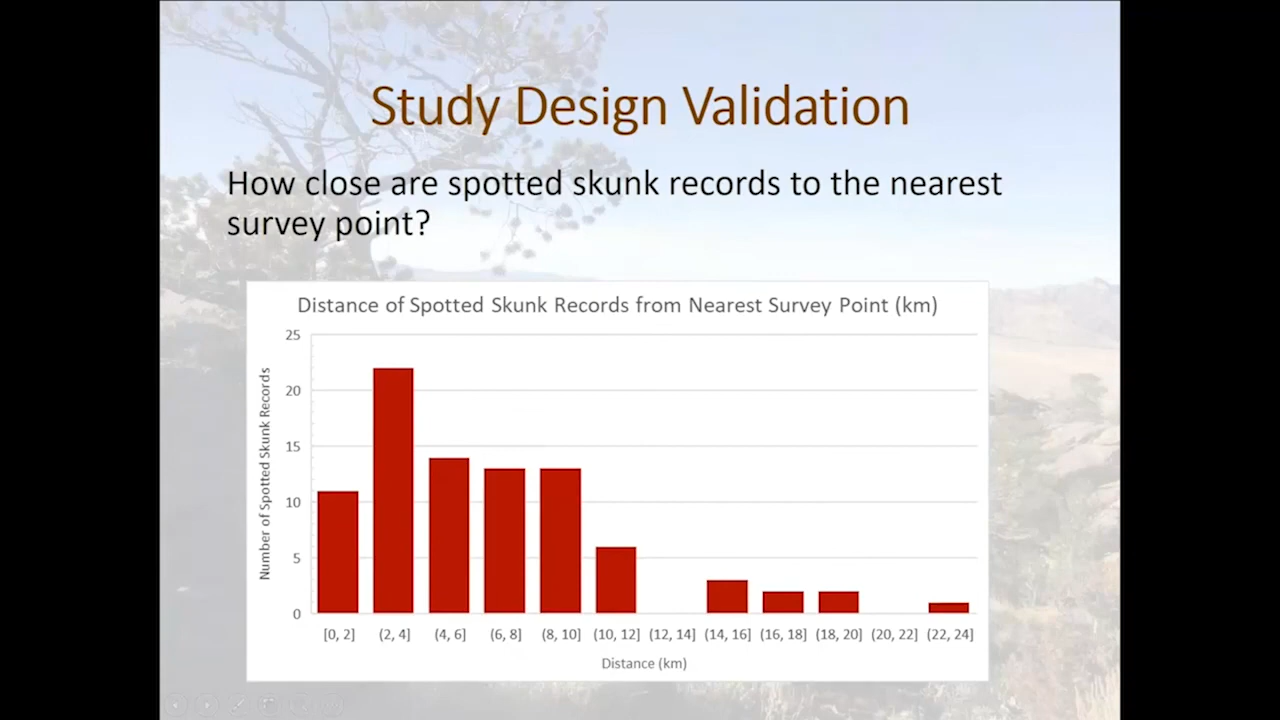 Study Design Validation
How close are spotted skunk records to the nearest
survey point?
Distance of Spotted Skunk Records from Nearest Survey Point (km)
Number of Spotted Skunk Records
25
20
15
10
5
0
[0, 2] (2, 4] (4, 6] (6, 8] (8, 10] (10, 12] (12, 14] (14, 16] (16, 18] (18, 20] (20, 22] (22, 24]
Distance (km)